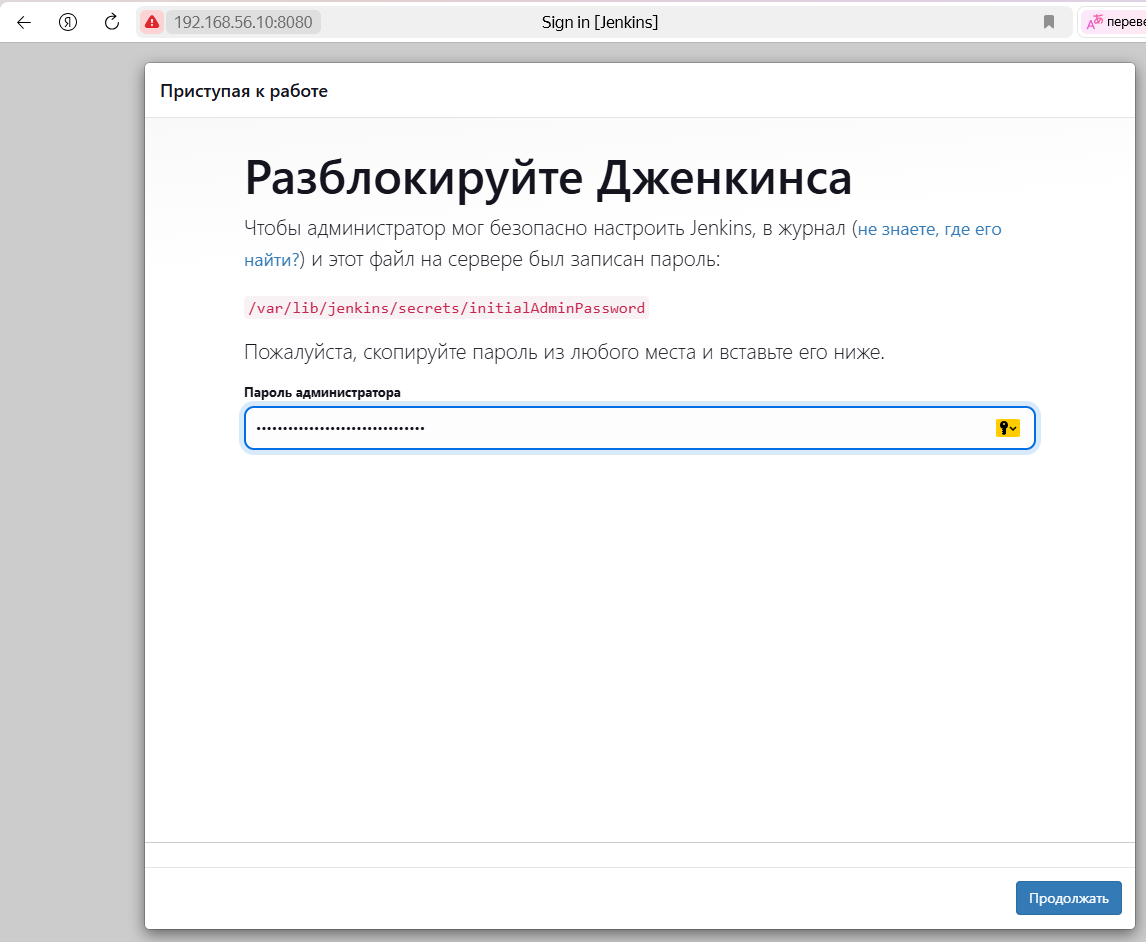 192.168.56.10:8080
Sign in [Jenkins]
Приступая к работе
Разблокируйте Дженкинса
Чтобы администратор мог безопасно настроить Jenkins, в журнал (не знаете, где его
найти?) и этот файл на сервере был записан пароль:
/var/lib/jenkins/secrets/initialAdminPassword
Пожалуйста, скопируйте пароль из любого места и вставьте его ниже.
Пароль администратора
Продолжать